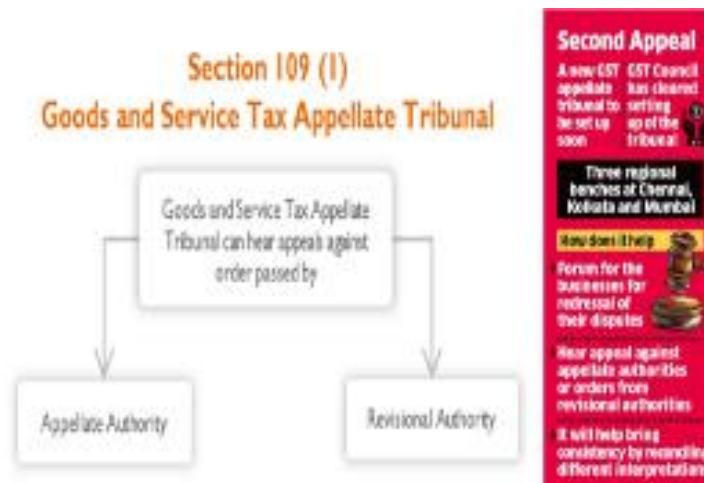 Section 109 (1)
Goods and Service Tax Appellate Tribunal
Goods and Service Tax Appellate
Tribunal can hear appeals against
order passed by
Appellate Authority
Revisional Authority
Second Appeal
A new GST
appellate
tribunal to
be set up
soon
GST Council
has cleared
setting
up of the
tribunal
Three regional
benches at Chennai,
Kolkata and Mumbai
How does it help
Forum for the
businesses for
redressal of
their disputes
Hear appeal against
appellate authorities
or orders from
revisional authorities
It will help bring
consistency by reconciling
different interpretations